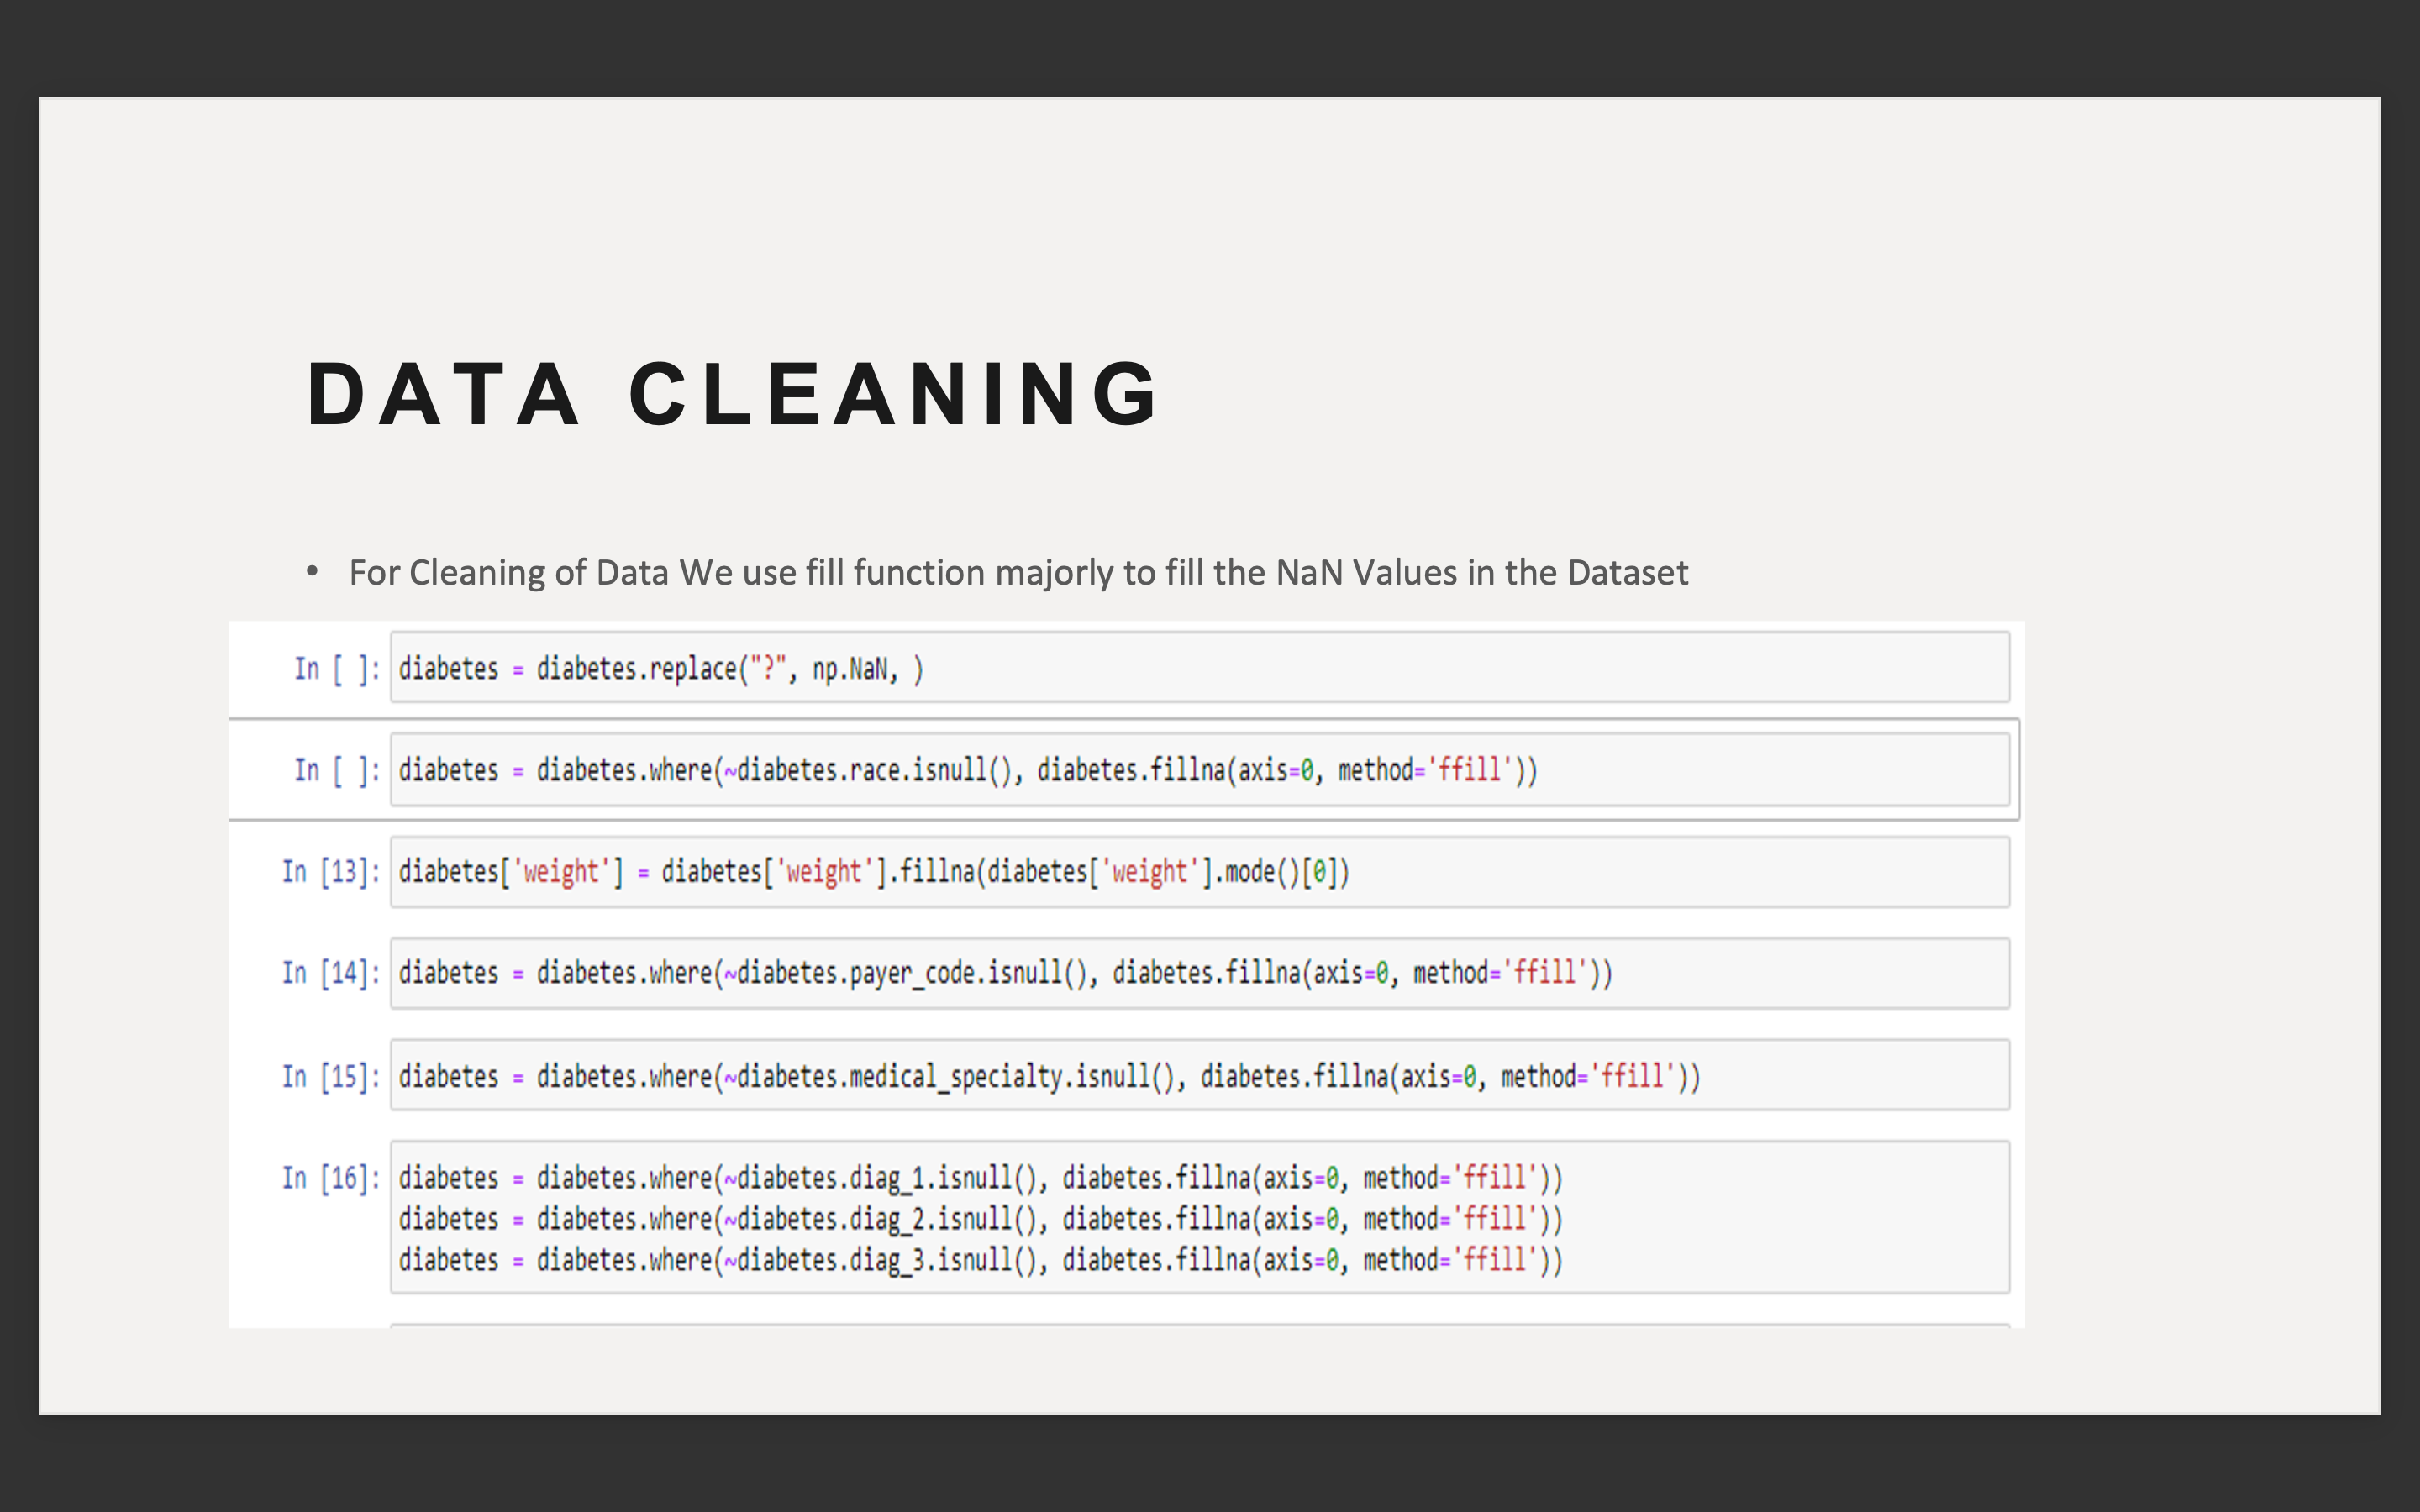 DATA CLEANING
• For Cleaning of Data We use fill function majorly to fill the NaN Values in the Dataset
In [ ]: diabetes = diabetes.replace("?", np.NaN, )
In [ ]: diabetes = diabetes.where(~diabetes.race.isnull(), diabetes.fillna(axis=0, method='ffill'))
In [13]: diabetes['weight'] = diabetes['weight'].fillna(diabetes['weight'].mode()[0])
In [14]: diabetes = diabetes.where(~diabetes.payer_code.isnull(), diabetes.fillna(axis=0, method='ffill'))
In [15]: diabetes = diabetes.where(~diabetes.medical_specialty.isnull(), diabetes.fillna(axis=0, method='ffill'))
In [16]: diabetes = diabetes.where(~diabetes.diag_1.isnull(), diabetes.fillna(axis=0, method='ffill'))
diabetes = diabetes.where(~diabetes.diag_2.isnull(), diabetes.fillna(axis=0, method='ffill'))
diabetes = diabetes.where(~diabetes.diag_3.isnull(), diabetes.fillna(axis=0, method='ffill'))